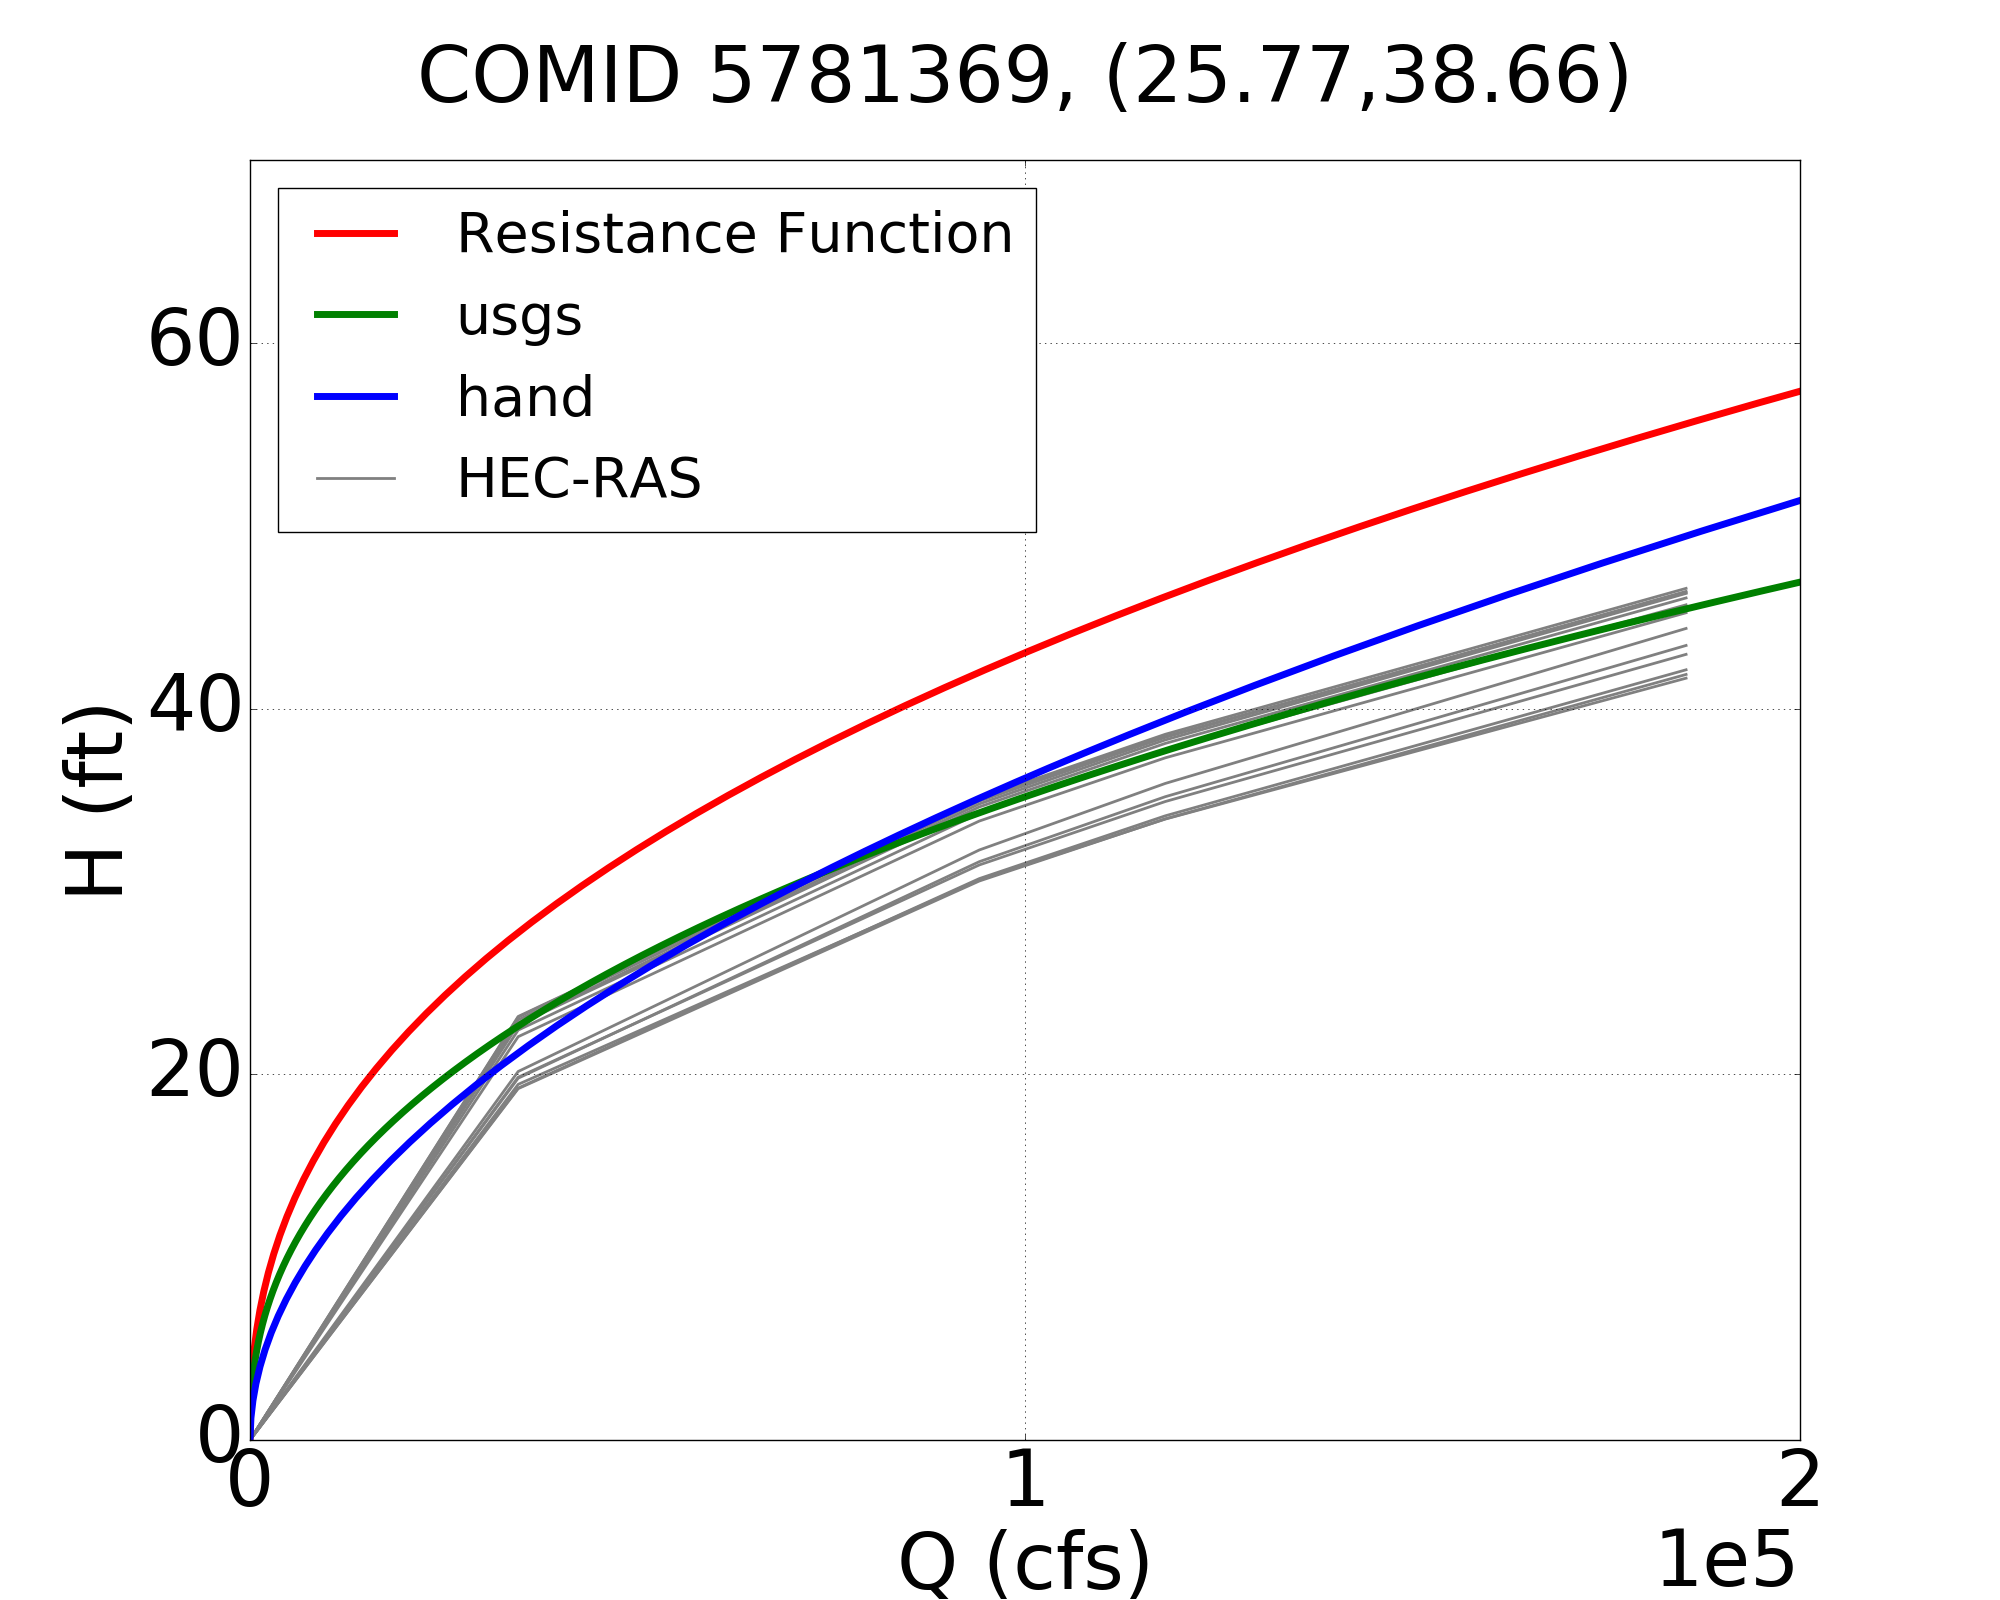 COMID 5781369, (25.77,38.66)
Resistance Function
usgs
hand
HEC-RAS
60
40
20
0
H (ft)
0 1 2
Q (cfs)
1e5